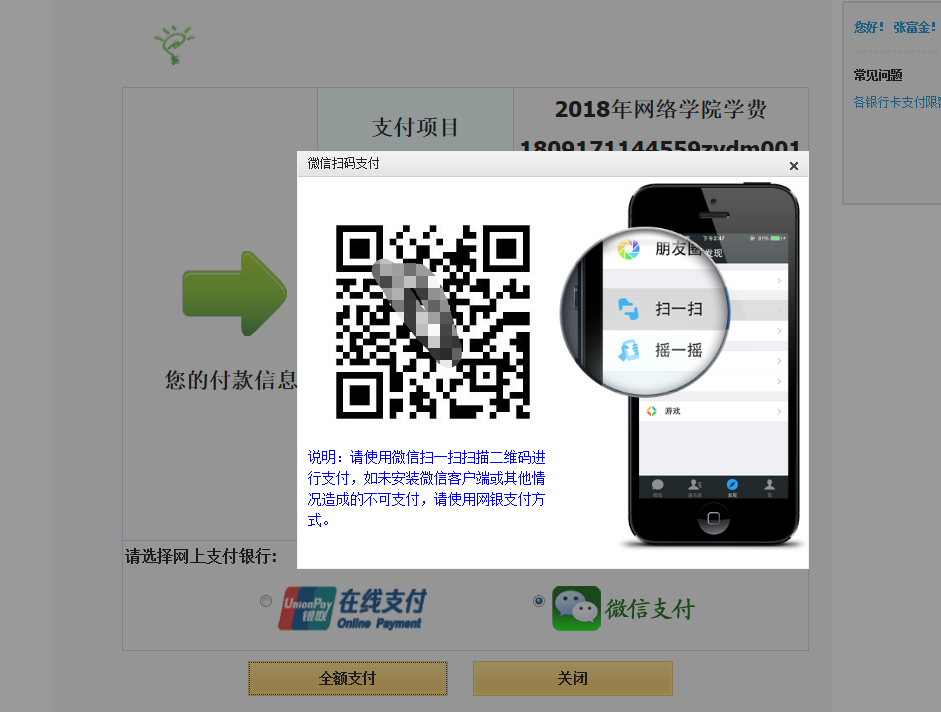 您好！ 张富金！
常见问题
各银行卡支付限
支付项目
2018年网络学院学费
1809171144559zydm001
微信扫码支付
您的付款信息
下午2:47
91%
朋友圈
发现
扫一扫
摇一摇
游戏
发现
说明：请使用微信扫一扫扫描二维码进
行支付，如未安装微信客户端或其他情
况造成的不可支付，请使用网银支付方
式。
请选择网上支付银行:
UnionPay
银联
在线支付
Online Payment
微信支付
全额支付
关闭